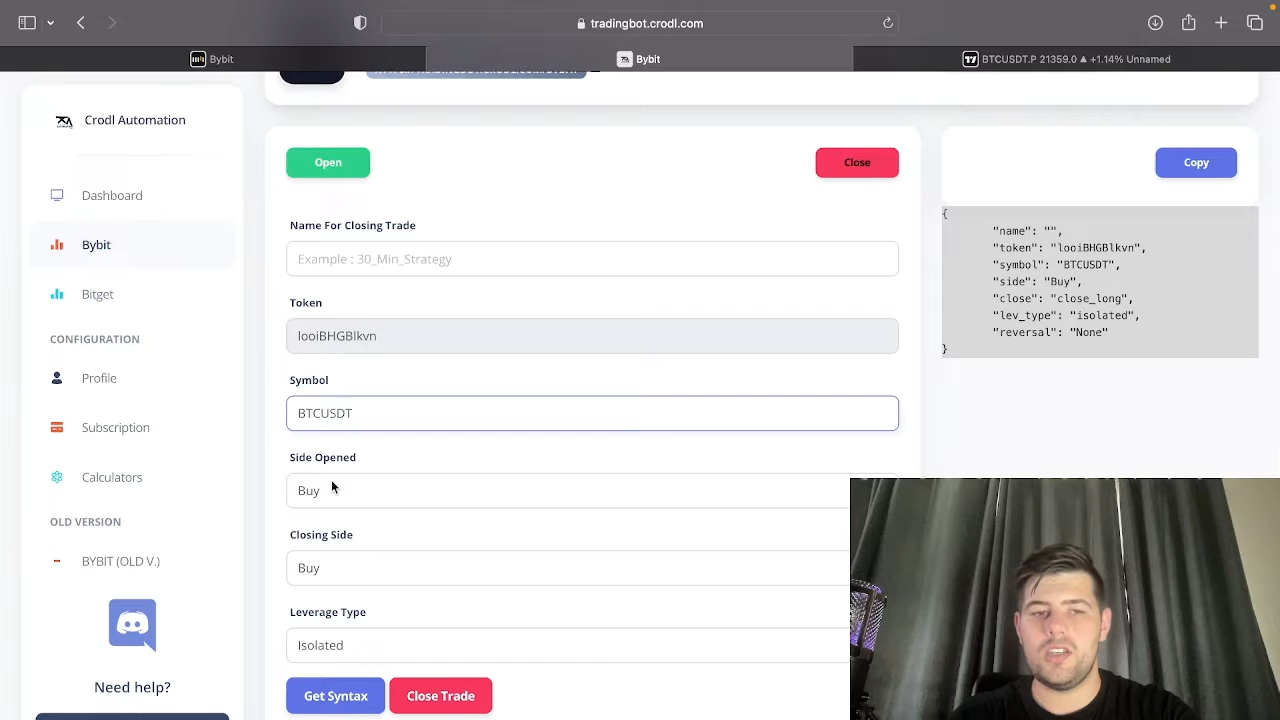 tradingbot.crodl.com
Bybit
Bybit
BTCUSDT.P 21359.0 ▲ +1.14% Unnamed
Crodl Automation
Dashboard
Bybit
Bitget
CONFIGURATION
Profile
Subscription
Calculators
OLD VERSION
BYBIT (OLD V.)
Need help?
Open
Close
Name For Closing Trade
Example : 30_Min_Strategy
Token
looiBHGBlkvn
Symbol
BTCUSDT
Side Opened
Buy
Closing Side
Buy
Leverage Type
Isolated
Get Syntax
Close Trade
Copy
{
"name": "",
"token": "looiBHGBlkvn",
"symbol": "BTCUSDT",
"side": "Buy",
"close": "close_long",
"lev_type": "isolated",
"reversal": "None"
}